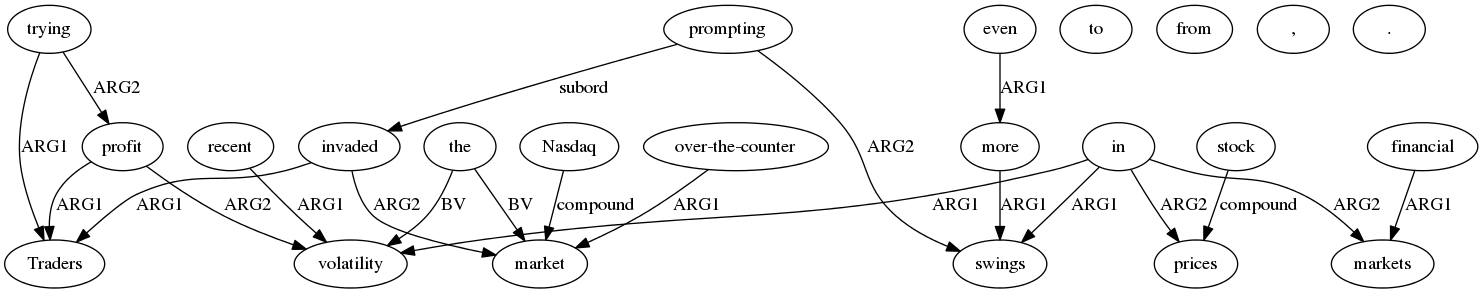 trying prompting even to from , .
ARG2 subord ARG1
ARG1 profit recent invaded the Nasdaq over-the-counter ARG2 more in stock financial
ARG1 ARG1 ARG2 ARG1 ARG2 BV BV compound ARG1 ARG1 ARG1 ARG1 ARG2 compound ARG2 ARG1
Traders volatility market swings prices markets